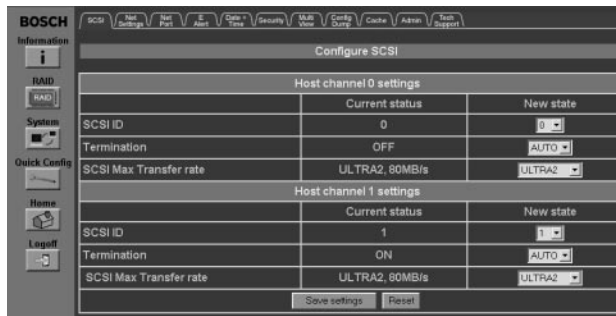 BOSCH
SCSI Net Settings Net Port E Alert Date + Time Security Multi View Config Dump Cache Admin Tech Support
Information
i
RAID
RAID
System
Quick Config
Home
Logoff
Configure SCSI
Host channel 0 settings
Current status New state
SCSI ID 0 0
Termination OFF AUTO
SCSI Max Transfer rate ULTRA2, 80MB/s ULTRA2
Host channel 1 settings
Current status New state
SCSI ID 1 1
Termination ON AUTO
SCSI Max Transfer rate ULTRA2, 80MB/s ULTRA2
Save settings Reset